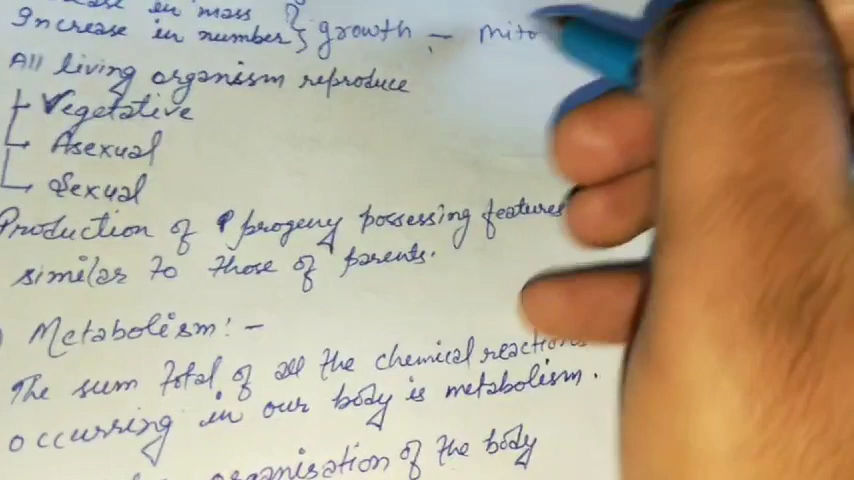 in mass
Increase in number } growth :- mito
All living organism reproduce
Vegetative
Asexual
Sexual
Production of progeny possessing features
similar to those of parents.
) Metabolism! -
The sum total of all the chemical reactions
occurring in our body is metabolism.
organisation of the body